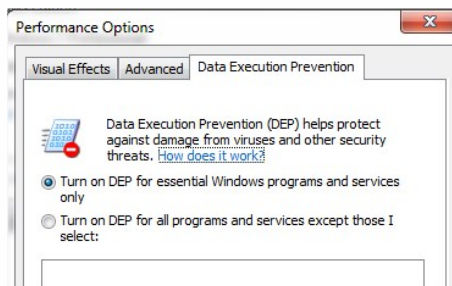 Performance Options
Visual Effects Advanced Data Execution Prevention
Data Execution Prevention (DEP) helps protect
against damage from viruses and other security
threats. How does it work?
Turn on DEP for essential Windows programs and services
only
Turn on DEP for all programs and services except those I
select: